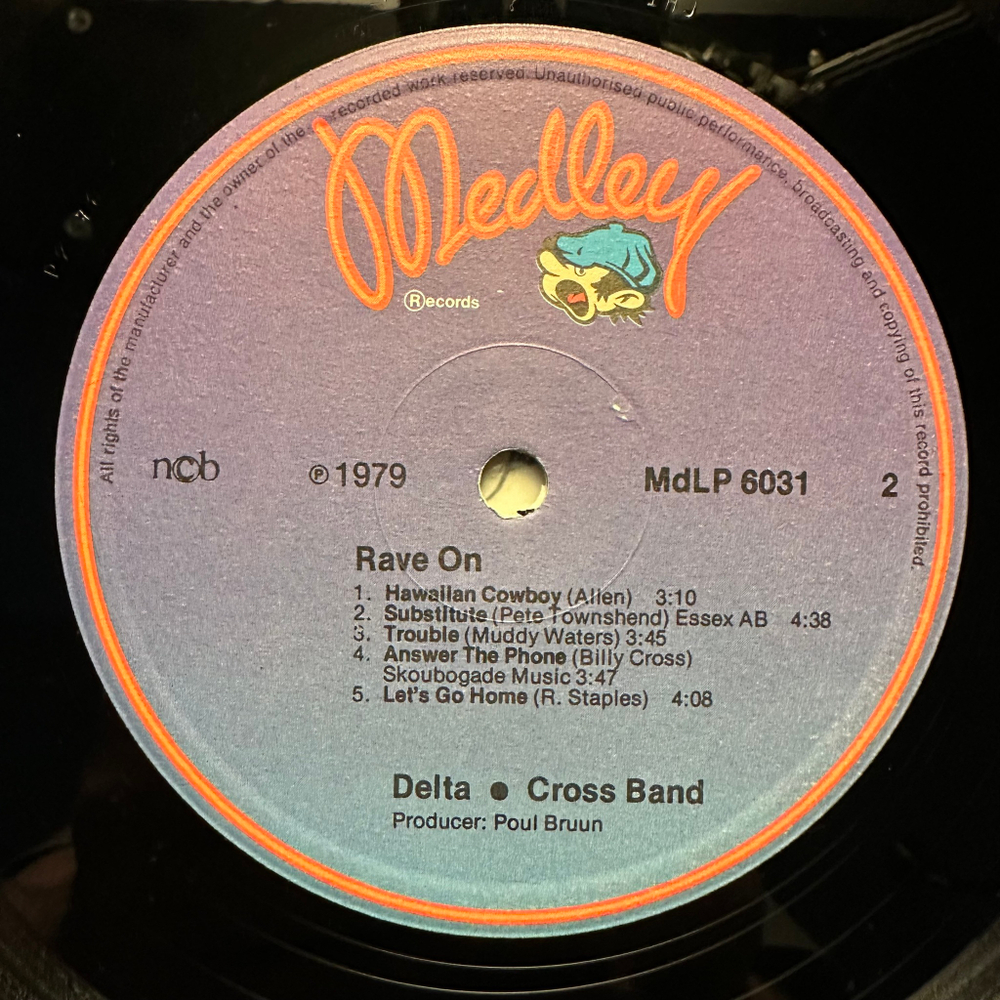 All rights of the manufacturer and the owner of the recorded work reserved. Unauthorised public performance, broadcasting and copying of this record prohibited.
Medley
Ⓡecords
ncb
℗ 1979
MdLP 6031
2
Rave On
1. Hawaiian Cowboy (Allen) 3:10
2. Substitute (Pete Townshend) Essex AB 4:38
3. Trouble (Muddy Waters) 3:45
4. Answer The Phone (Billy Cross)
Skoubogade Music 3:47
5. Let's Go Home (R. Staples) 4:08
Delta ● Cross Band
Producer: Poul Bruun